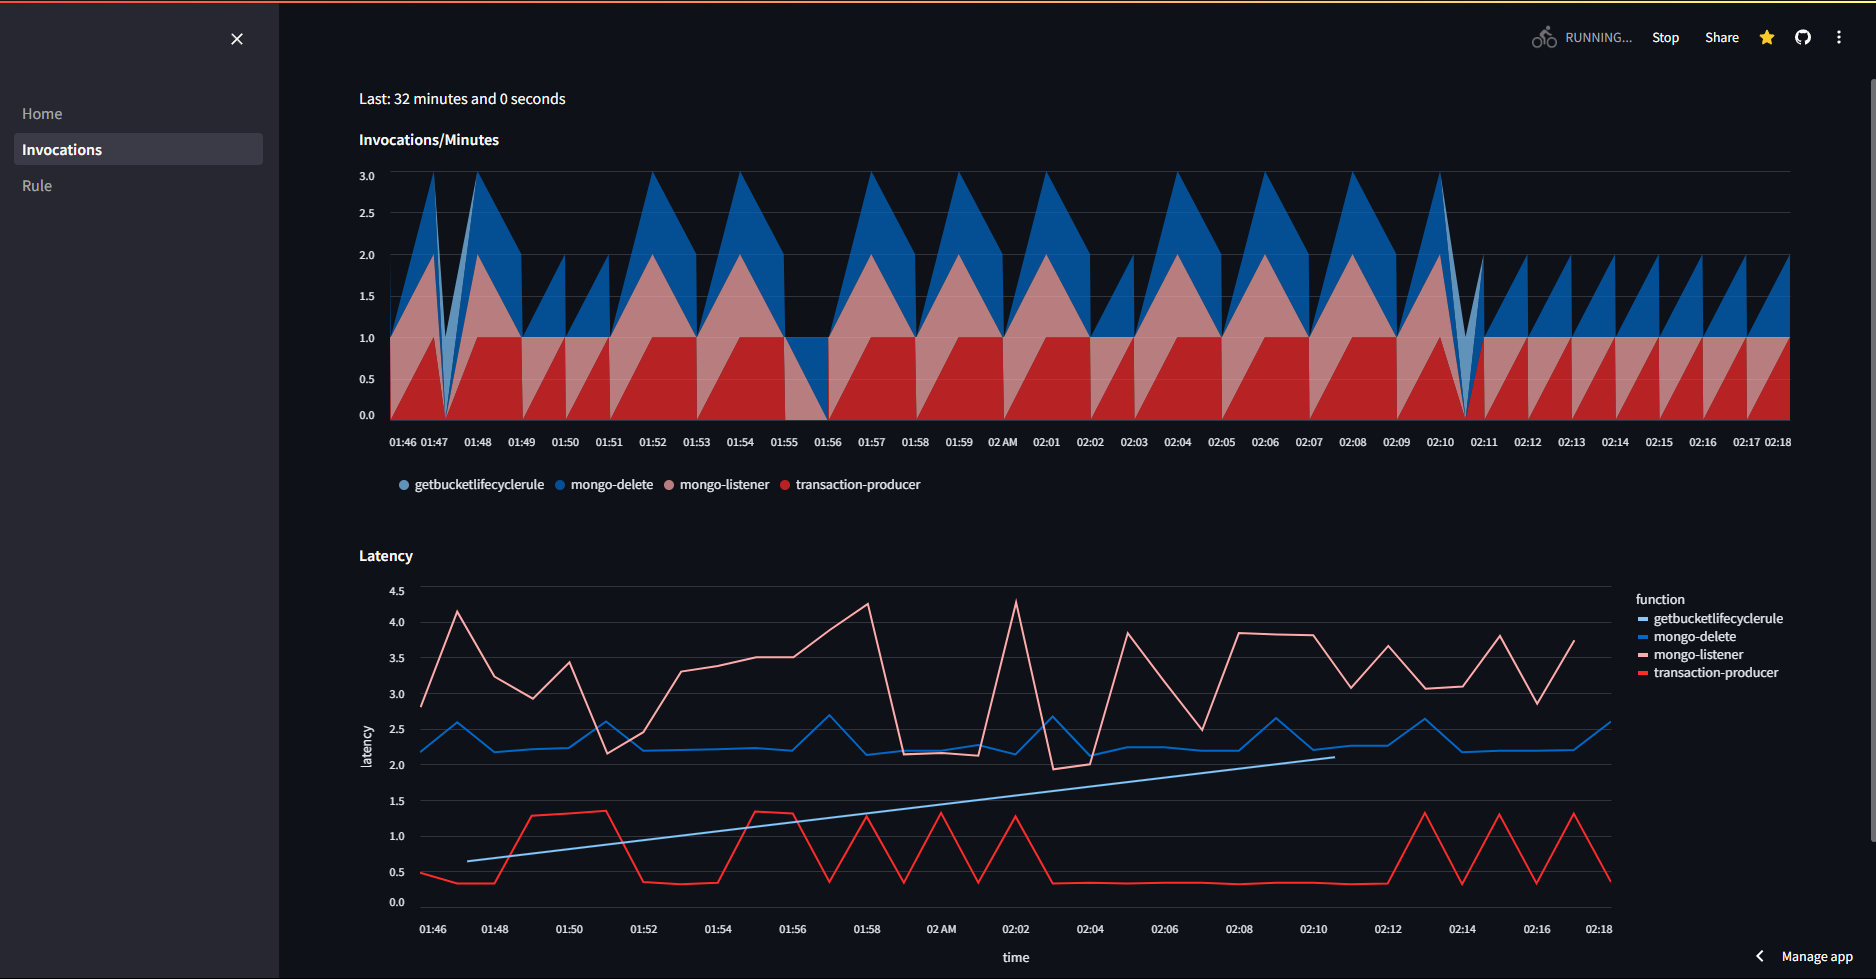 RUNNING... Stop Share
Home
Invocations
Rule
Last: 32 minutes and 0 seconds
Invocations/Minutes
3.0
2.5
2.0
1.5
1.0
0.5
0.0
01:46 01:47 01:48 01:49 01:50 01:51 01:52 01:53 01:54 01:55 01:56 01:57 01:58 01:59 02 AM 02:01 02:02 02:03 02:04 02:05 02:06 02:07 02:08 02:09 02:10 02:11 02:12 02:13 02:14 02:15 02:16 02:17 02:18
getbucketlifecyclerule mongo-delete mongo-listener transaction-producer
Latency
4.5
4.0
3.5
3.0
2.5
2.0
1.5
1.0
0.5
0.0
latency
01:46 01:48 01:50 01:52 01:54 01:56 01:58 02 AM 02:02 02:04 02:06 02:08 02:10 02:12 02:14 02:16 02:18
time
function
getbucketlifecyclerule
mongo-delete
mongo-listener
transaction-producer
Manage app